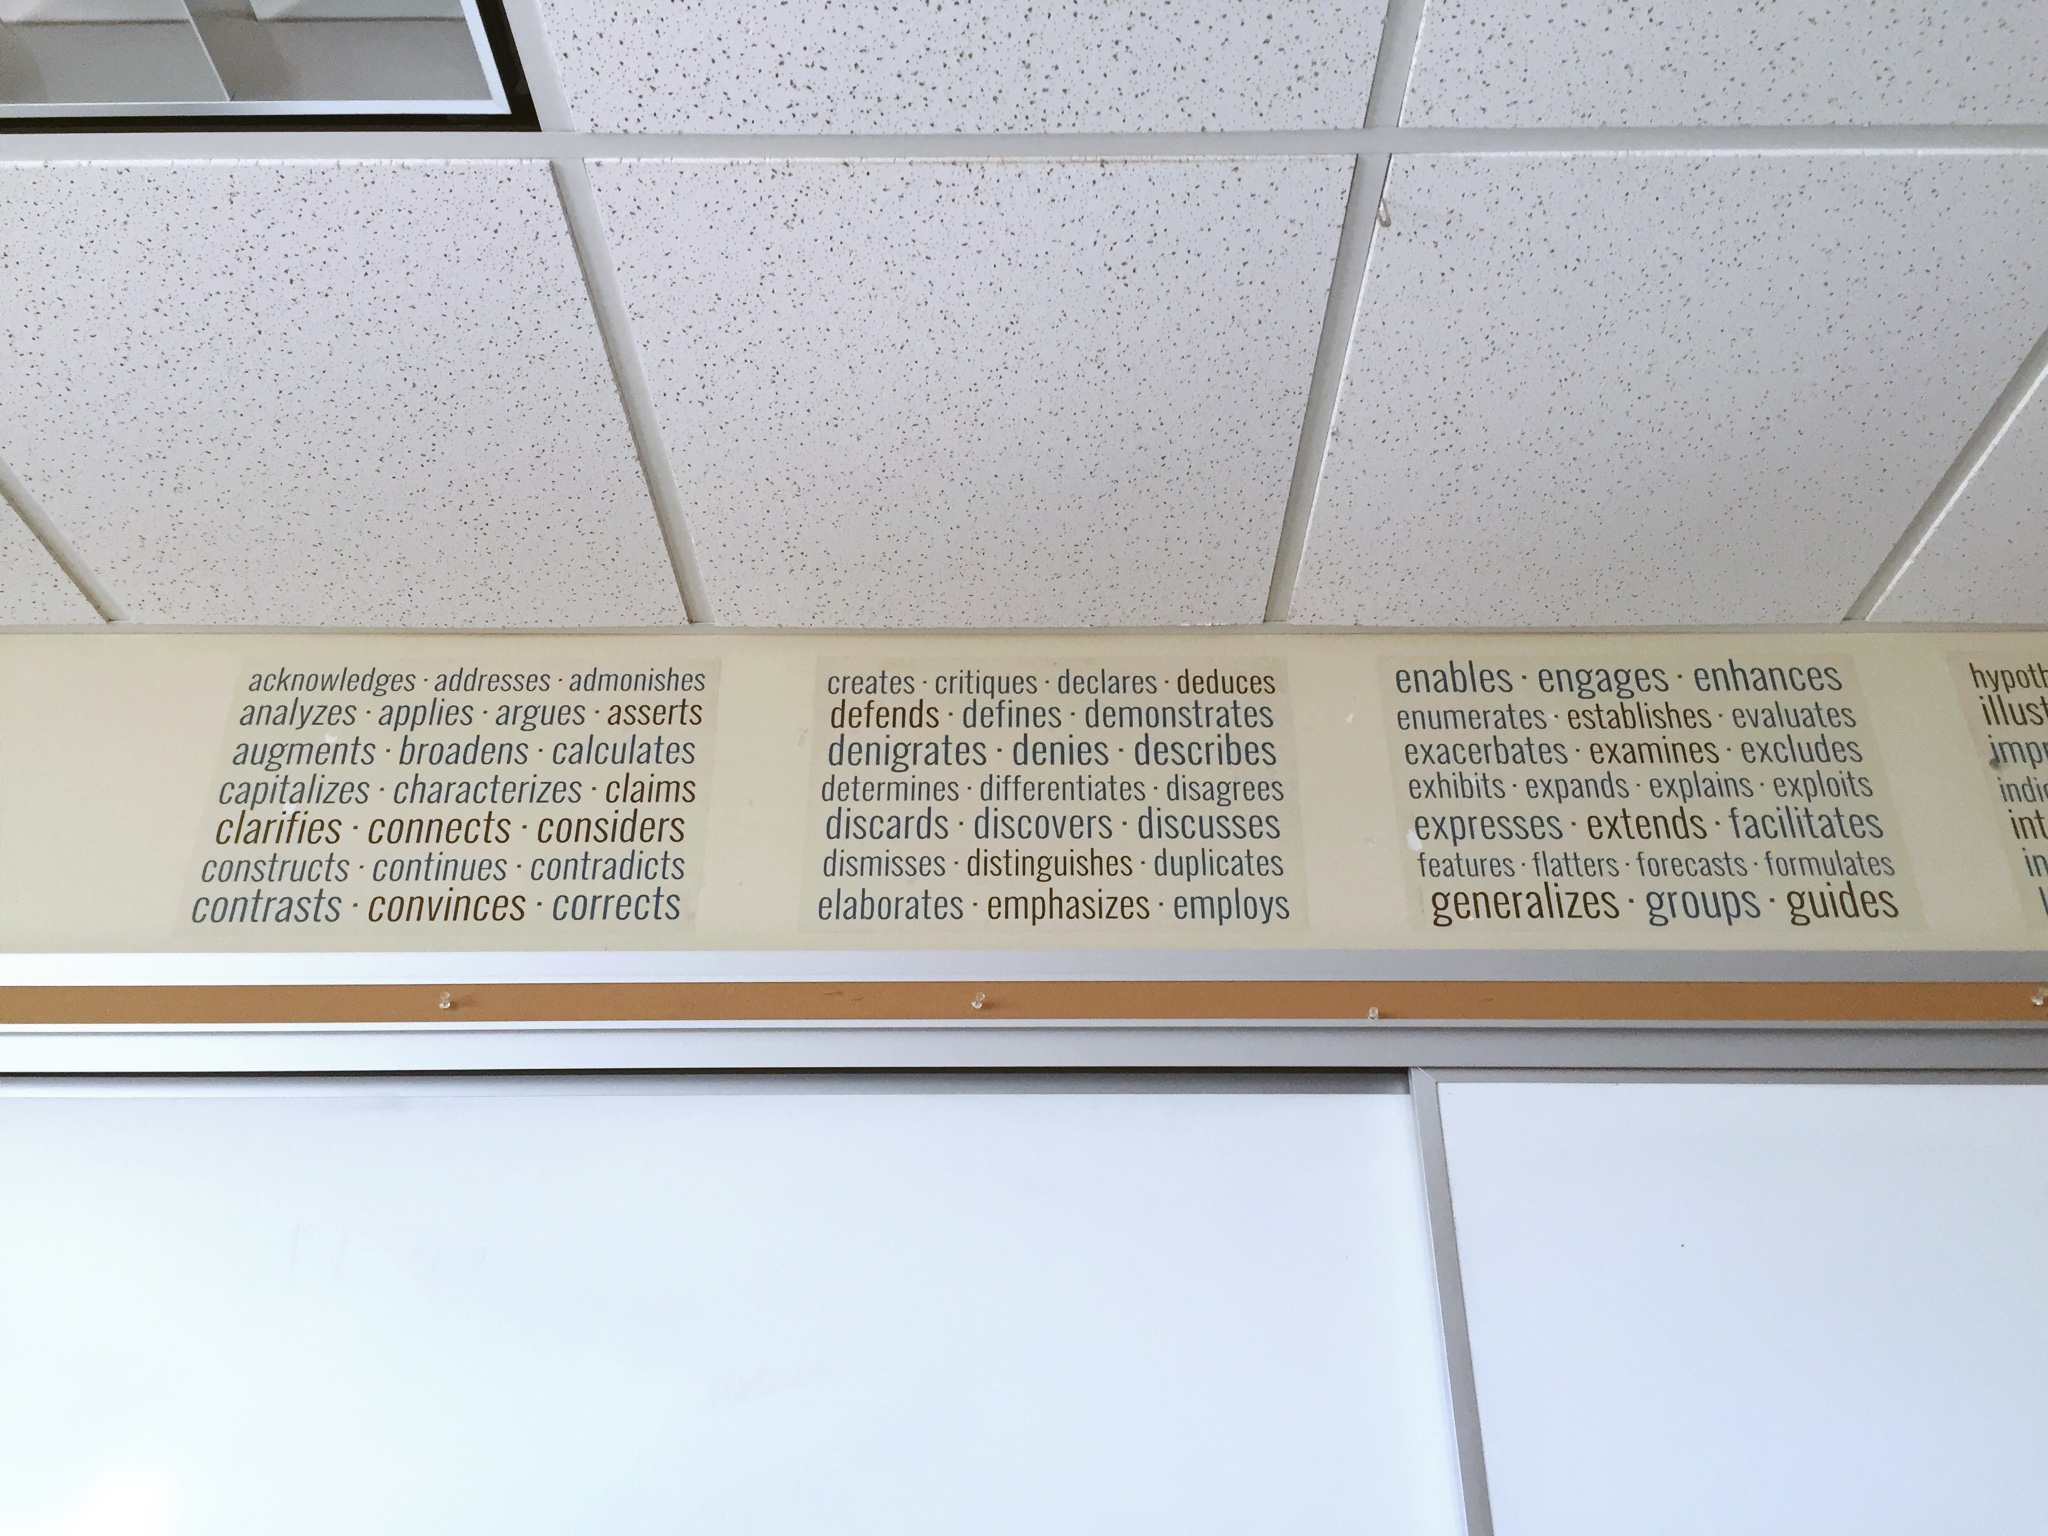 acknowledges · addresses · admonishes
analyzes · applies · argues · asserts
augments · broadens · calculates
capitalizes · characterizes · claims
clarifies · connects · considers
constructs · continues · contradicts
contrasts · convinces · corrects
creates · critiques · declares · deduces
defends · defines · demonstrates
denigrates · denies · describes
determines · differentiates · disagrees
discards · discovers · discusses
dismisses · distinguishes · duplicates
elaborates · emphasizes · employs
enables · engages · enhances
enumerates · establishes · evaluates
exacerbates · examines · excludes
exhibits · expands · explains · exploits
expresses · extends · facilitates
features · flatters · forecasts · formulates
generalizes · groups · guides